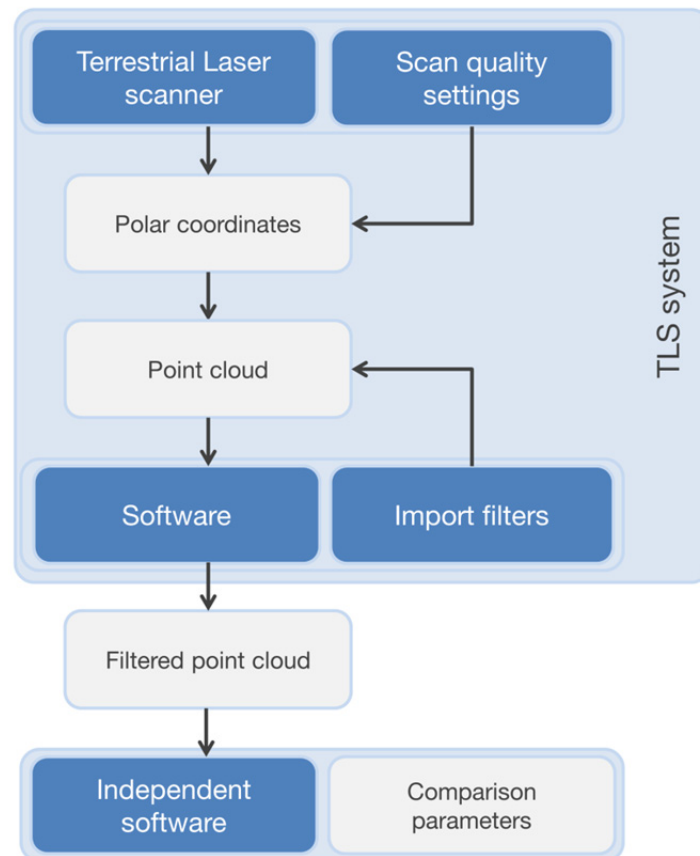 Terrestrial Laser
scanner
Scan quality
settings
Polar coordinates
TLS system
Point cloud
Software
Import filters
Filtered point cloud
Independent
software
Comparison
parameters